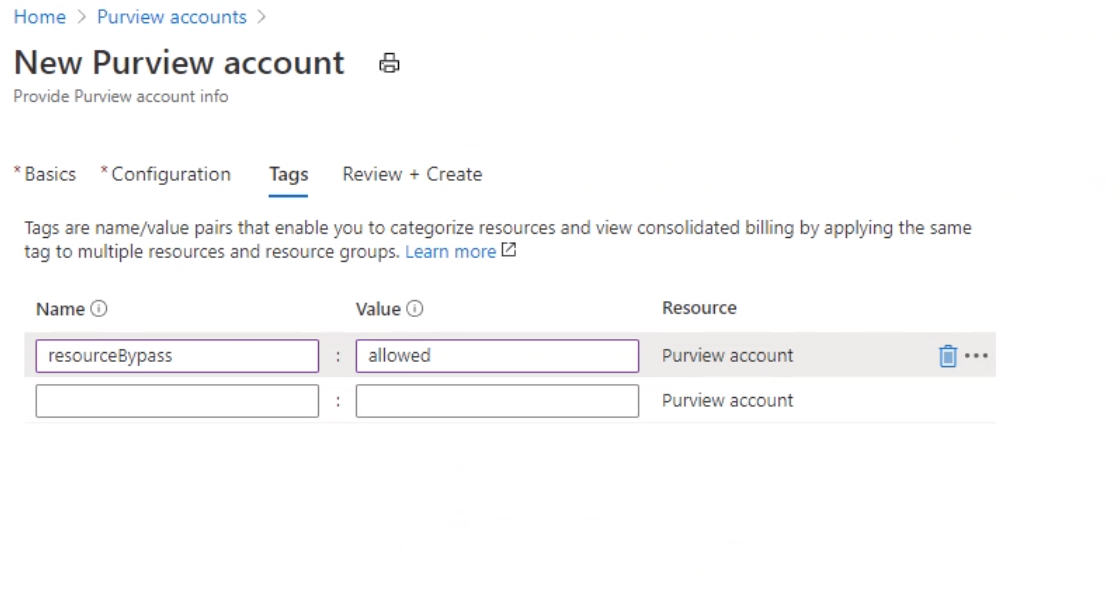 Home > Purview accounts >
New Purview account
Provide Purview account info
* Basics * Configuration Tags Review + Create
Tags are name/value pairs that enable you to categorize resources and view consolidated billing by applying the same
tag to multiple resources and resource groups. Learn more
Name Value Resource
resourceBypass : allowed Purview account
: Purview account